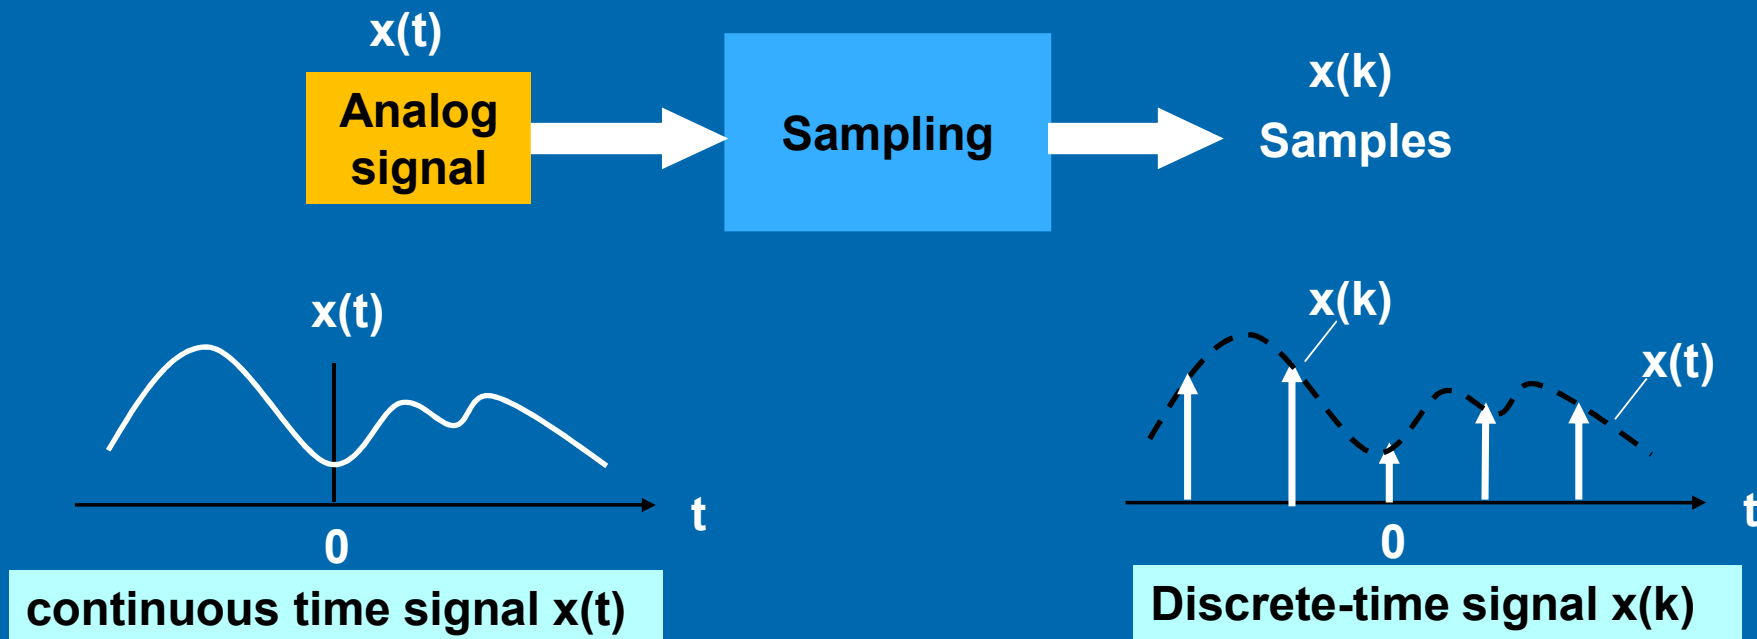 x(t)
Analog
signal
Sampling
x(k)
Samples
x(t)
t
0
continuous time signal x(t)
x(k)
x(t)
t
0
Discrete-time signal x(k)